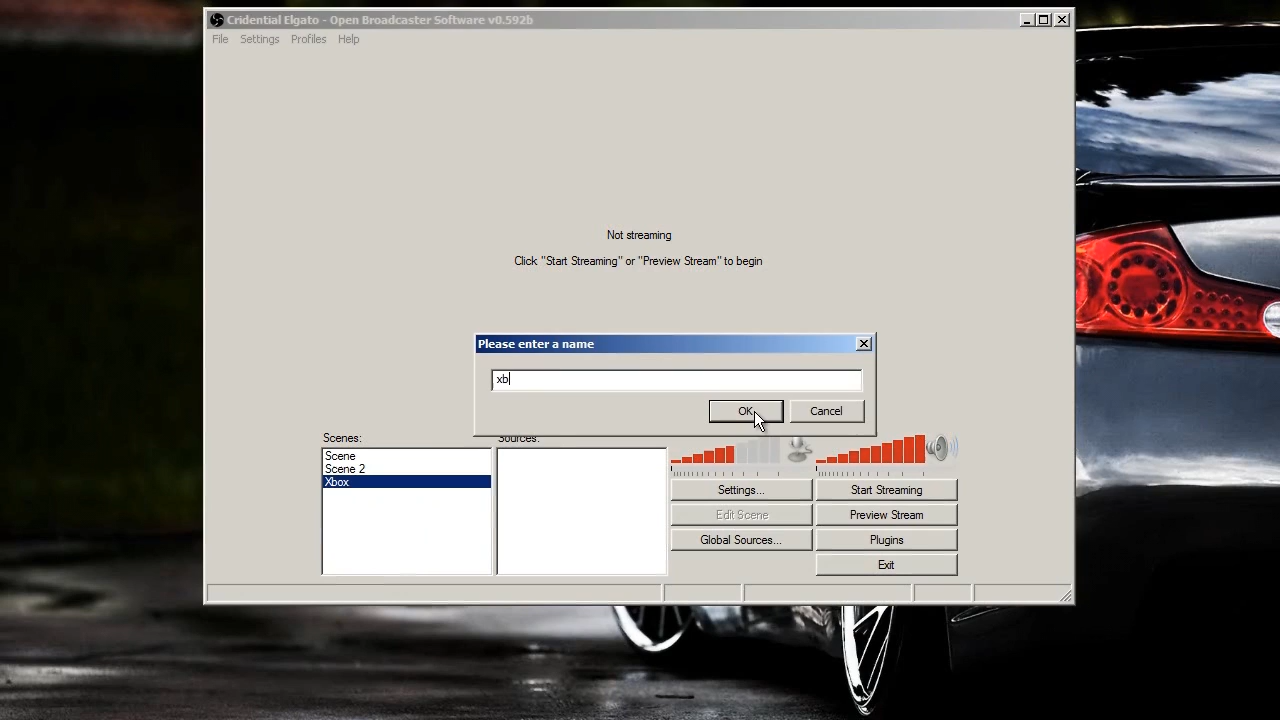 Cridential Elgato - Open Broadcaster Software v0.592b
File Settings Profiles Help
Not streaming
Click "Start Streaming" or "Preview Stream" to begin
Please enter a name
xb
OK Cancel
Scenes: Sources:
Scene
Scene 2
Xbox
Settings... Start Streaming
Edit Scene Preview Stream
Global Sources... Plugins
Exit